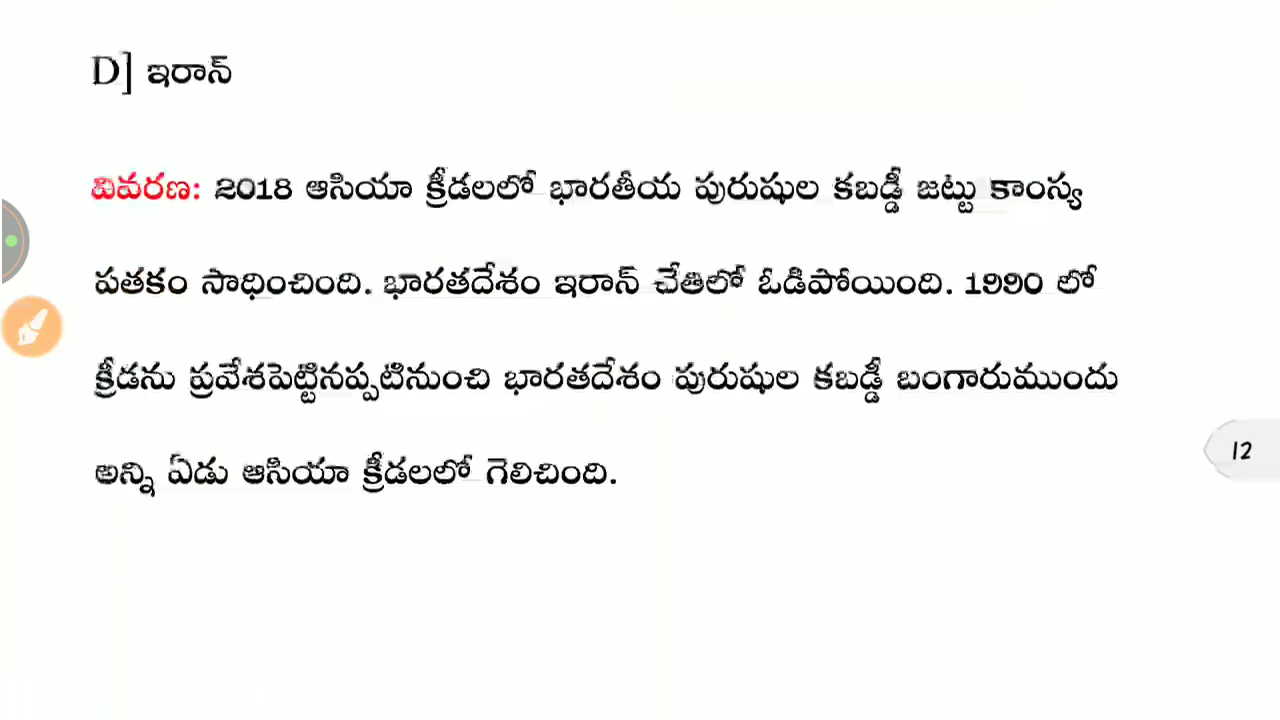 D] ఇరాన్
వివరణ: 2018 ఆసియా క్రీడలలో భారతీయ పురుషుల కబడ్డీ జట్టు కాంస్య
పతకం సాధించింది. భారతదేశం ఇరాన్ చేతిలో ఓడిపోయింది. 1990 లో
క్రీడను ప్రవేశపెట్టినప్పటినుంచి భారతదేశం పురుషుల కబడ్డీ బంగారుముందు
12
అన్ని ఏడు ఆసియా క్రీడలలో గెలిచింది.